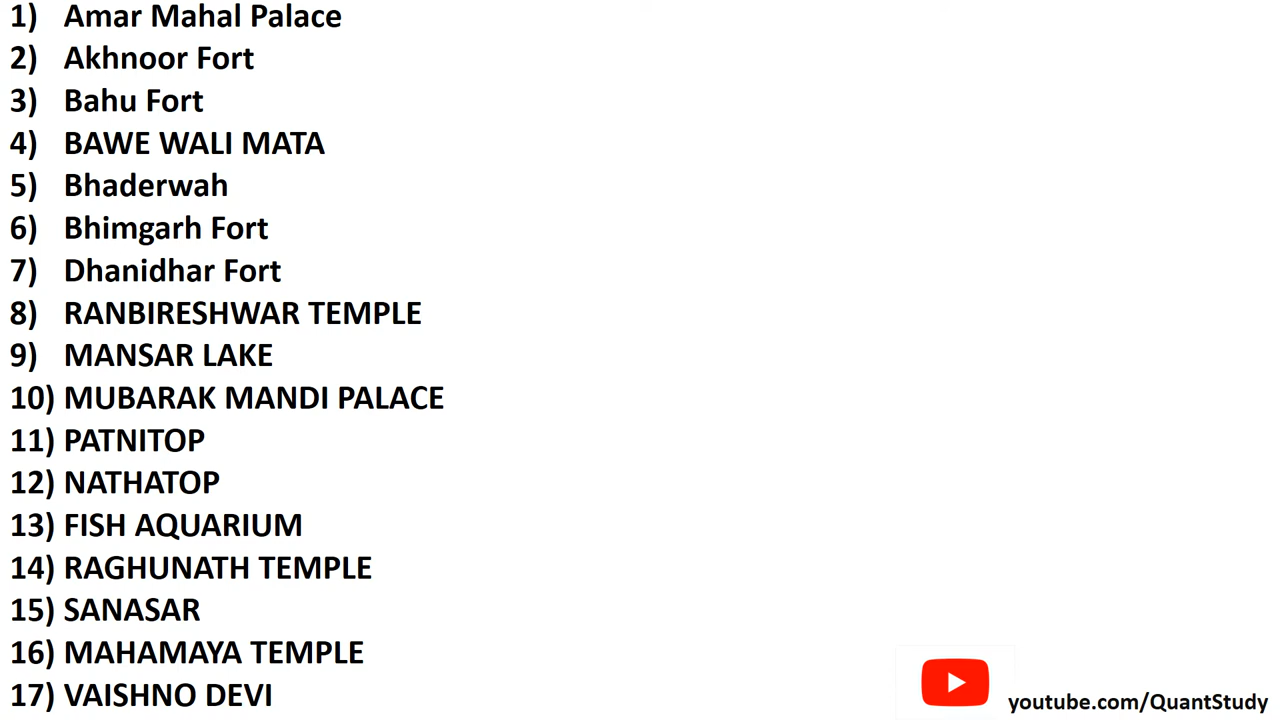 1) Amar Mahal Palace
2) Akhnoor Fort
3) Bahu Fort
4) BAWE WALI MATA
5) Bhaderwah
6) Bhimgarh Fort
7) Dhanidhar Fort
8) RANBIRESHWAR TEMPLE
9) MANSAR LAKE
10) MUBARAK MANDI PALACE
11) PATNITOP
12) NATHATOP
13) FISH AQUARIUM
14) RAGHUNATH TEMPLE
15) SANASAR
16) MAHAMAYA TEMPLE
17) VAISHNO DEVI
youtube.com/QuantStudy